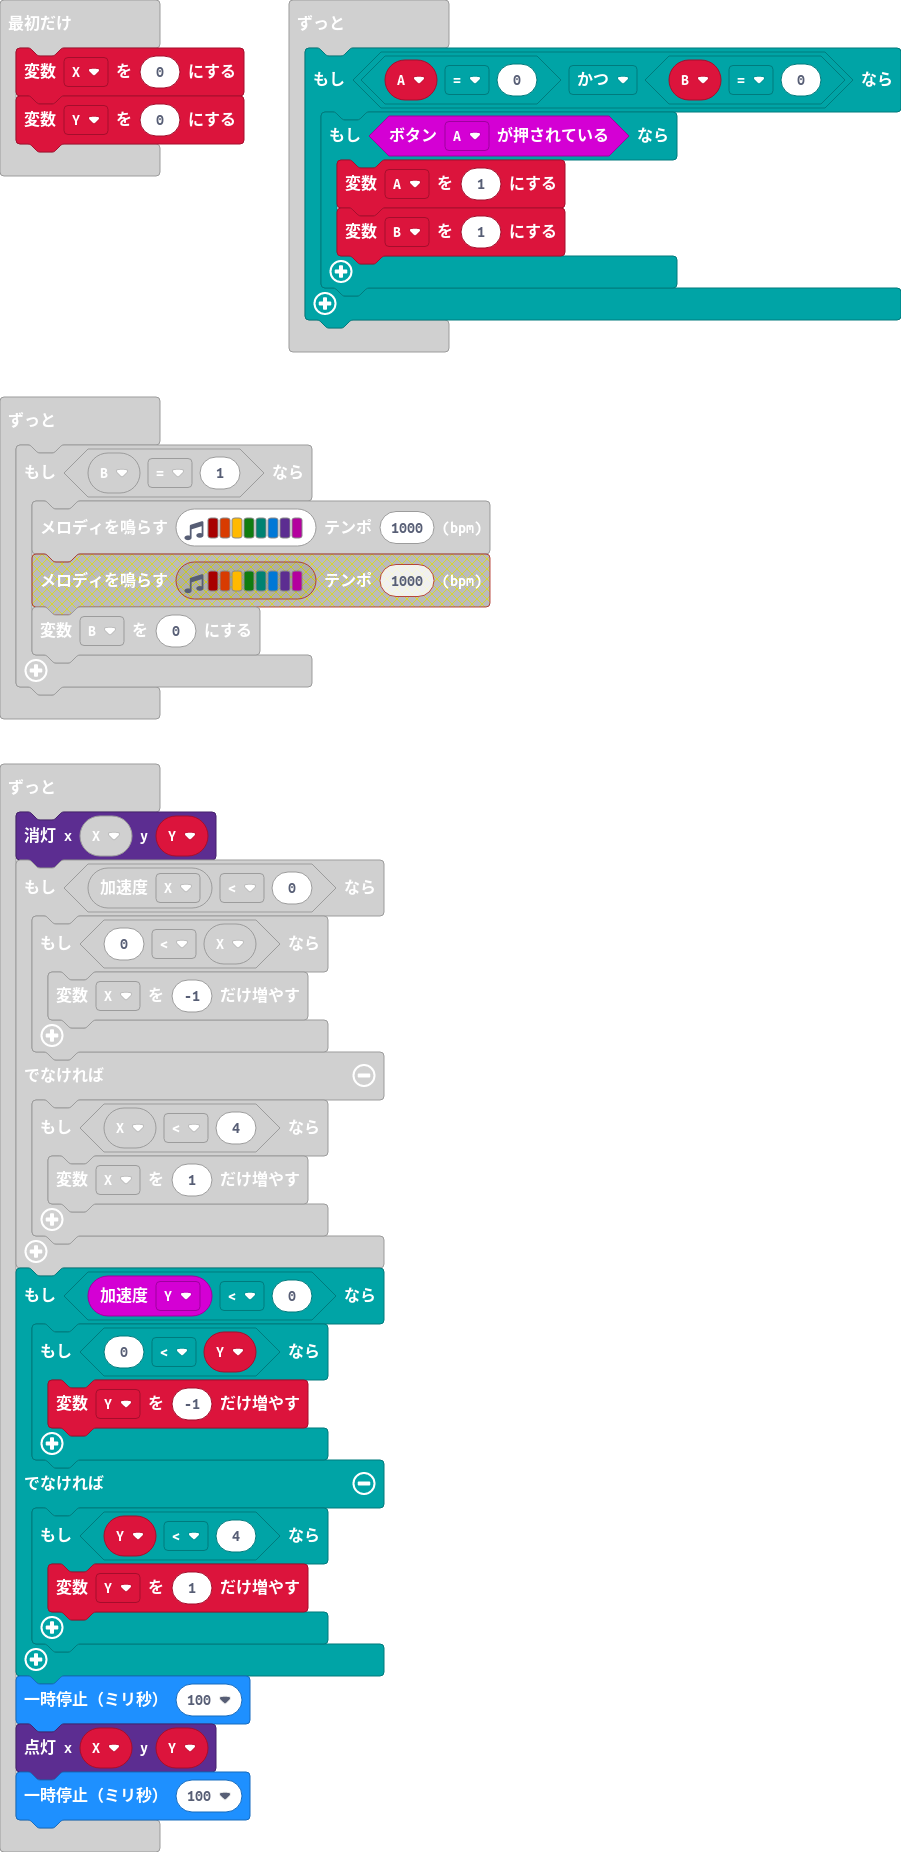 最初だけ
変数 X を 0 にする
変数 Y を 0 にする
ずっと
もし A = 0 かつ B = 0 なら
もし ボタン A が押されている なら
変数 A を 1 にする
変数 B を 1 にする
ずっと
もし B = 1 なら
メロディを鳴らす テンポ 1000 (bpm)
メロディを鳴らす テンポ 1000 (bpm)
変数 B を 0 にする
ずっと
消灯 x X y Y
もし 加速度 X < 0 なら
もし 0 < X なら
変数 X を -1 だけ増やす
でなければ
もし X < 4 なら
変数 X を 1 だけ増やす
もし 加速度 Y < 0 なら
もし 0 < Y なら
変数 Y を -1 だけ増やす
でなければ
もし Y < 4 なら
変数 Y を 1 だけ増やす
一時停止（ミリ秒） 100
点灯 x X y Y
一時停止（ミリ秒） 100